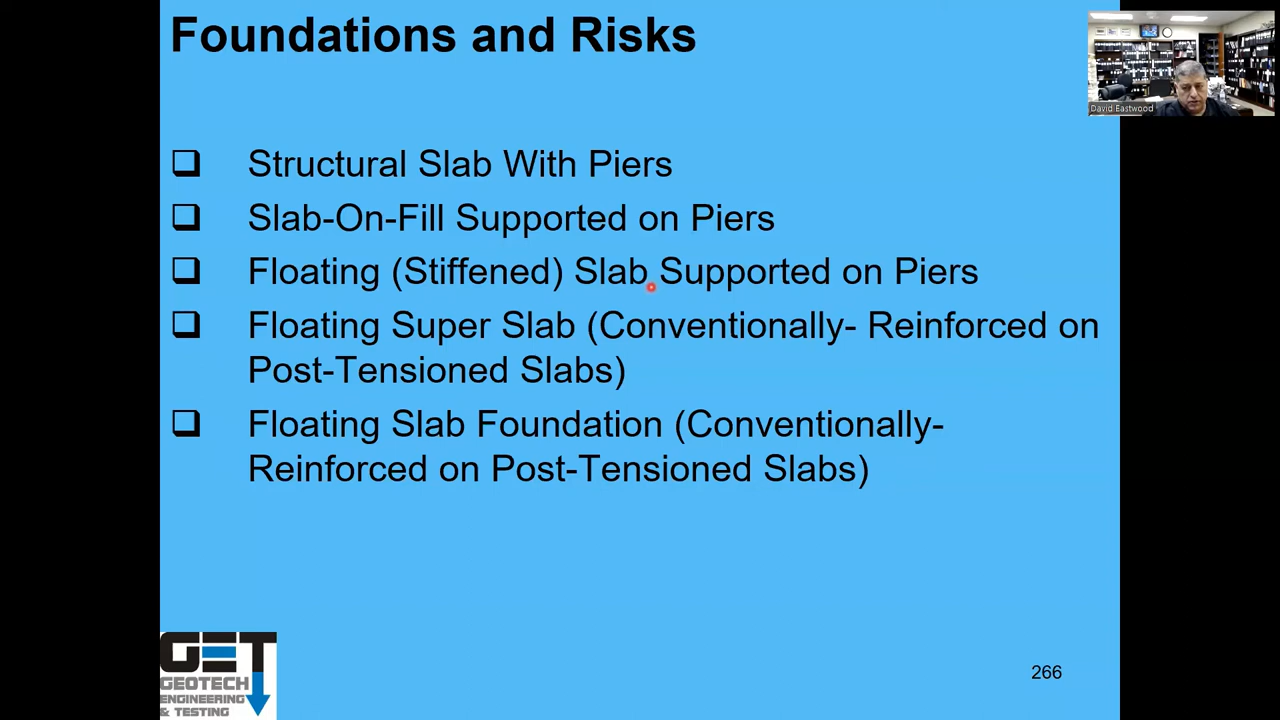 Foundations and Risks
David Eastwood
Structural Slab With Piers
Slab-On-Fill Supported on Piers
Floating (Stiffened) Slab Supported on Piers
Floating Super Slab (Conventionally- Reinforced on
Post-Tensioned Slabs)
Floating Slab Foundation (Conventionally-
Reinforced on Post-Tensioned Slabs)
GET
GEOTECH
ENGINEERING
& TESTING
266